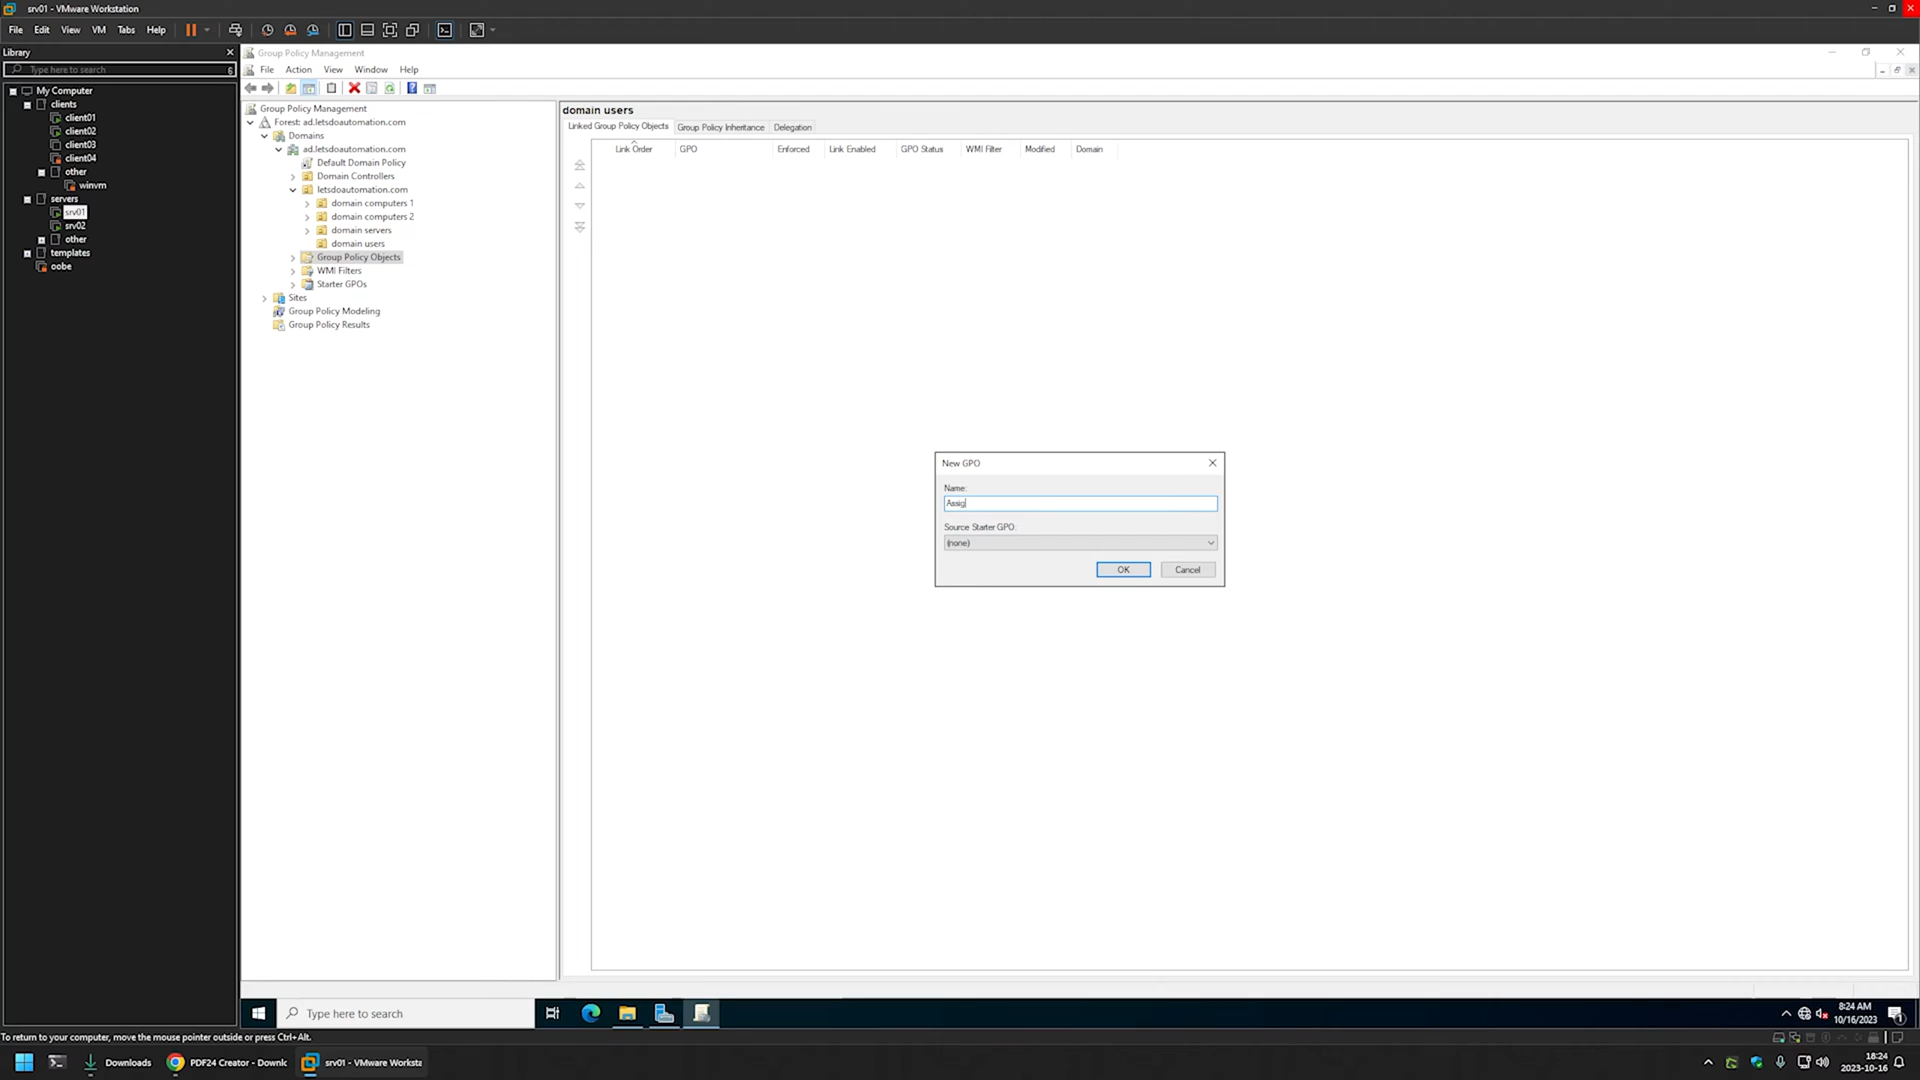 srv01 - VMware Workstation
File Edit View VM Tabs Help
Library
Type here to search
My Computer
clients
client01
client02
client03
client04
other
winvm
servers
srv01
srv02
other
templates
oobe
Group Policy Management
File Action View Window Help
Group Policy Management
Forest: ad.letsdoautomation.com
Domains
ad.letsdoautomation.com
Default Domain Policy
Domain Controllers
letsdoautomation.com
domain computers 1
domain computers 2
domain servers
domain users
Group Policy Objects
WMI Filters
Starter GPOs
Sites
Group Policy Modeling
Group Policy Results
domain users
Linked Group Policy Objects Group Policy Inheritance Delegation
Link Order GPO Enforced Link Enabled GPO Status WMI Filter Modified Domain
New GPO
Name:
Assig
Source Starter GPO:
(none)
OK Cancel
Type here to search
8:24 AM
10/16/2023
To return to your computer, move the mouse pointer outside or press Ctrl+Alt.
Downloads PDF24 Creator - Downlc srv01 - VMware Worksta
18:24
2023-10-16